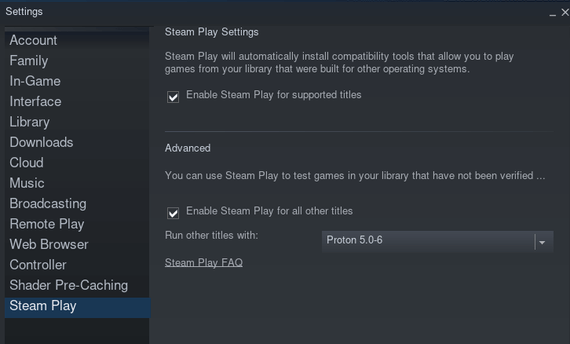 Settings
Account
Family
In-Game
Interface
Library
Downloads
Cloud
Music
Broadcasting
Remote Play
Web Browser
Controller
Shader Pre-Caching
Steam Play
Steam Play Settings
Steam Play will automatically install compatibility tools that allow you to play
games from your library that were built for other operating systems.
Enable Steam Play for supported titles
Advanced
You can use Steam Play to test games in your library that have not been verified ...
Enable Steam Play for all other titles
Run other titles with:
Proton 5.0-6
Steam Play FAQ